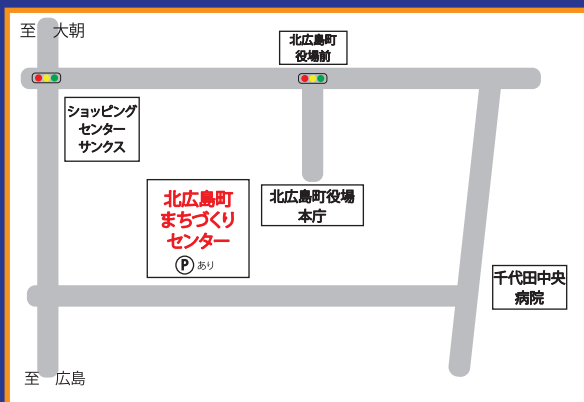 至 大朝
北広島町
役場前
ショッピング
センター
サンクス
北広島町
まちづくり
センター
Ⓟあり
北広島町役場
本庁
千代田中央
病院
至 広島